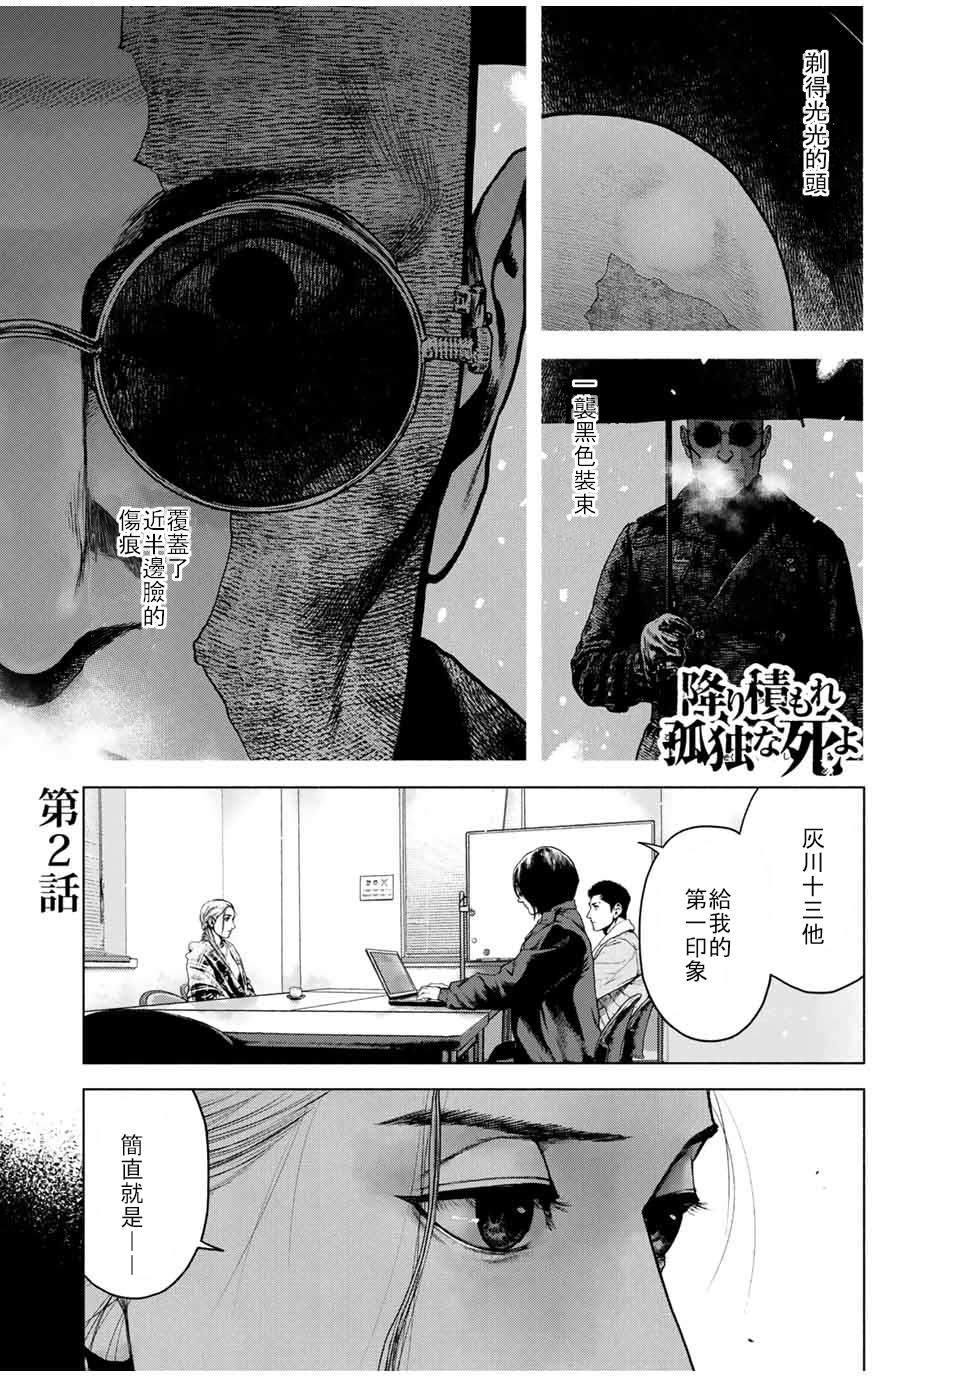 剃得光光的頭
一襲黑色裝束
覆蓋了
近半邊臉的
傷痕
降り積もれ
孤独な死よ
第2話
灰川十三他
給我的
第一印象
簡直就是——